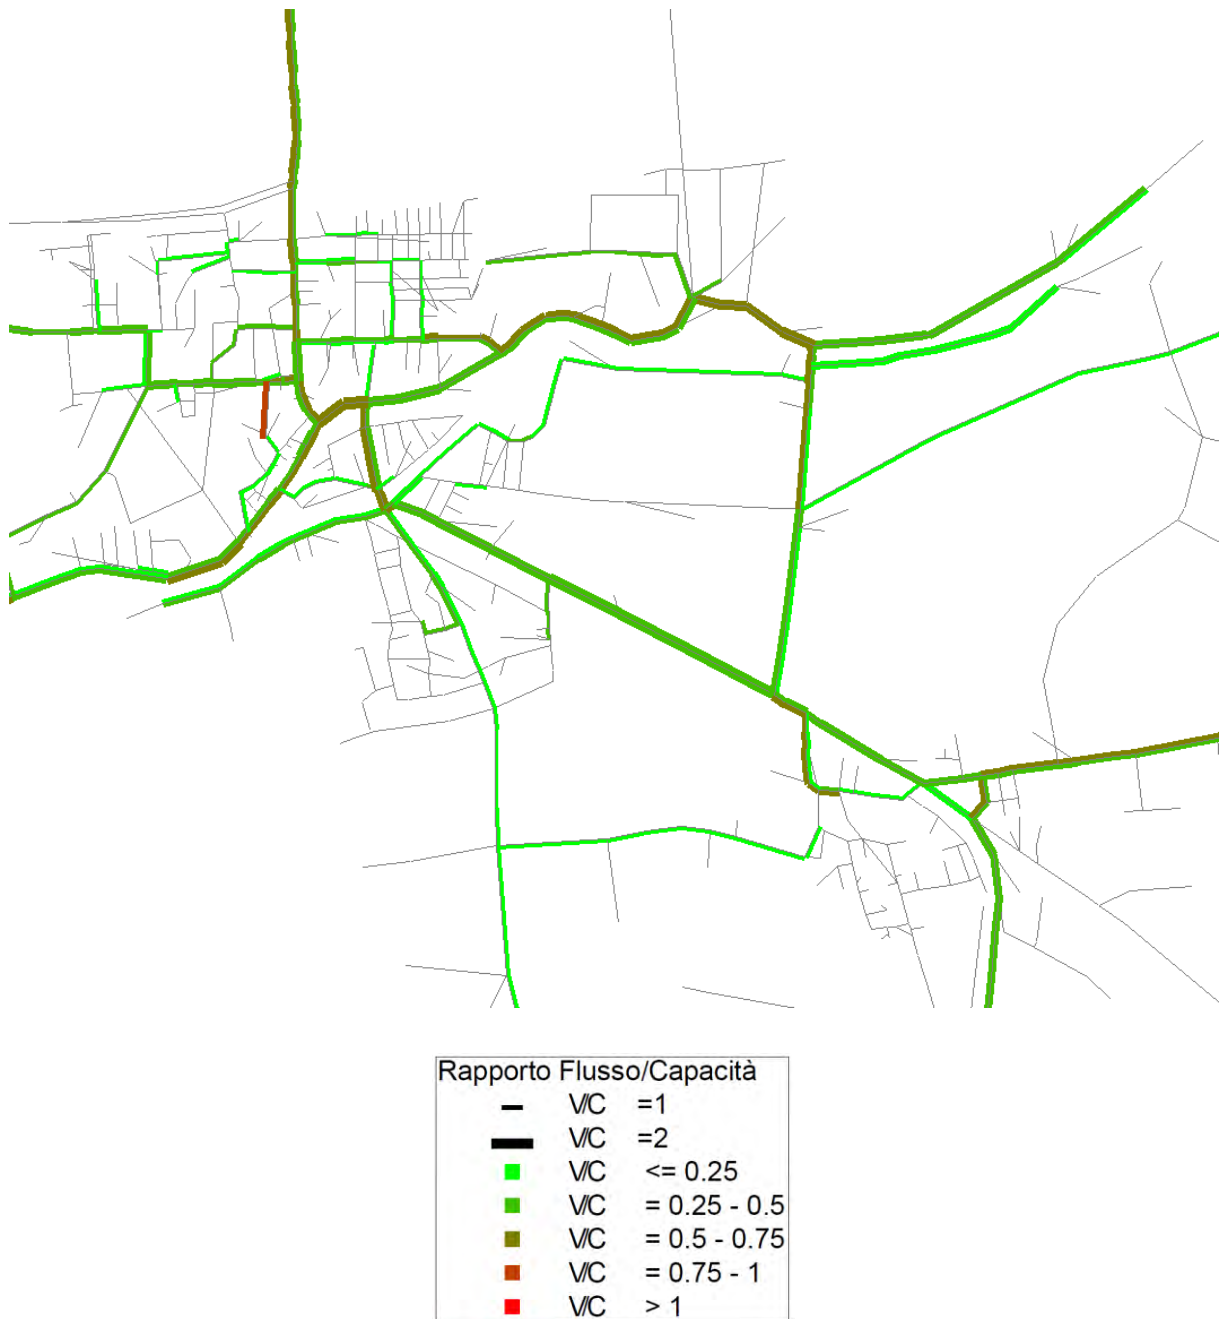 Rapporto Flusso/Capacità
V/C =1
V/C =2
V/C <= 0.25
V/C = 0.25 - 0.5
V/C = 0.5 - 0.75
V/C = 0.75 - 1
V/C > 1